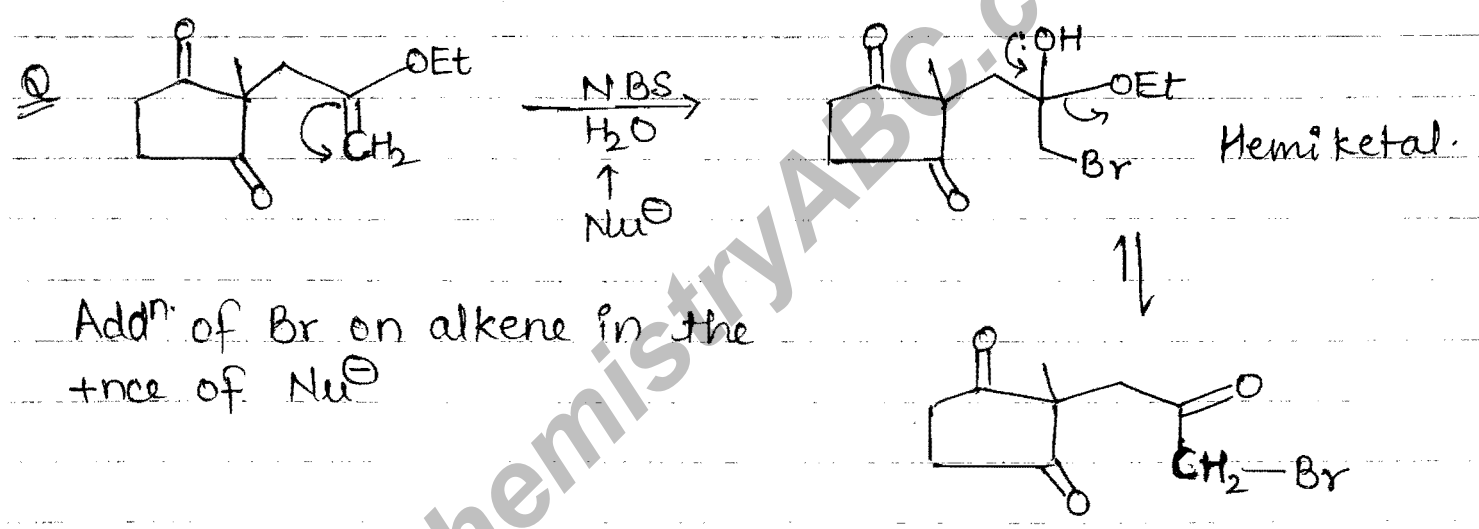 Q
O
OEt
CH2
O
NBS
H2O
↑
Nu⊖
O
:OH
OEt
Br
O
Hemiketal.
Addn. of Br on alkene in the
+nce of Nu⊖
O
O
CH2—Br
O
hemistryABC.c